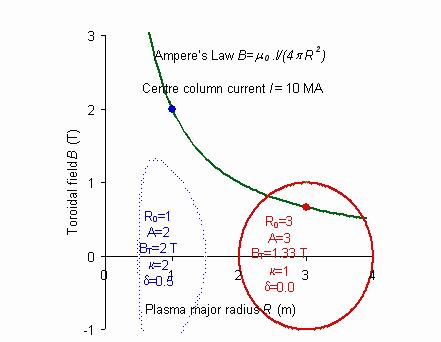 3
Ampere's Law B=μ₀ .I/(4πR²)
Centre column current I = 10 MA
2
Toroidal field B (T)
1
R₀=1
A=2
Bᴛ=2 T
κ=2
δ=0.5
R₀=3
A=3
Bᴛ=1.33 T
κ=1
δ=0.0
0
0 1 2 3 4
Plasma major radius R (m)
-1